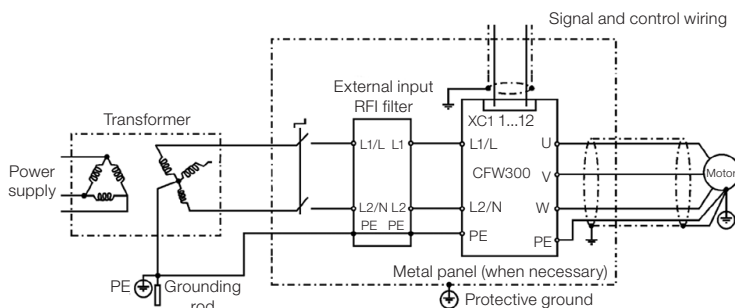 Signal and control wiring
External input
RFI filter
Transformer
XC1 1...12
L1/L L1
L1/L
U
Power
supply
CFW300
V
Motor
L2/N L2
L2/N
W
PE PE
PE
PE
Metal panel (when necessary)
PE
Grounding
rod
Protective ground